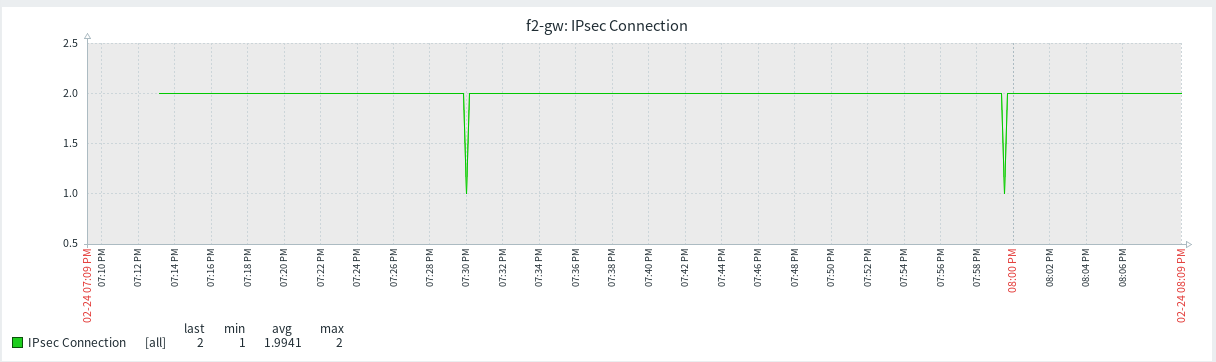 f2-gw: IPsec Connection
2.5
2.0
1.5
1.0
0.5
02-24 07:09 PM
07:10 PM
07:12 PM
07:14 PM
07:16 PM
07:18 PM
07:20 PM
07:22 PM
07:24 PM
07:26 PM
07:28 PM
07:30 PM
07:32 PM
07:34 PM
07:36 PM
07:38 PM
07:40 PM
07:42 PM
07:44 PM
07:46 PM
07:48 PM
07:50 PM
07:52 PM
07:54 PM
07:56 PM
07:58 PM
08:00 PM
08:02 PM
08:04 PM
08:06 PM
02-24 08:09 PM
last min avg max
IPsec Connection [all] 2 1 1.9941 2